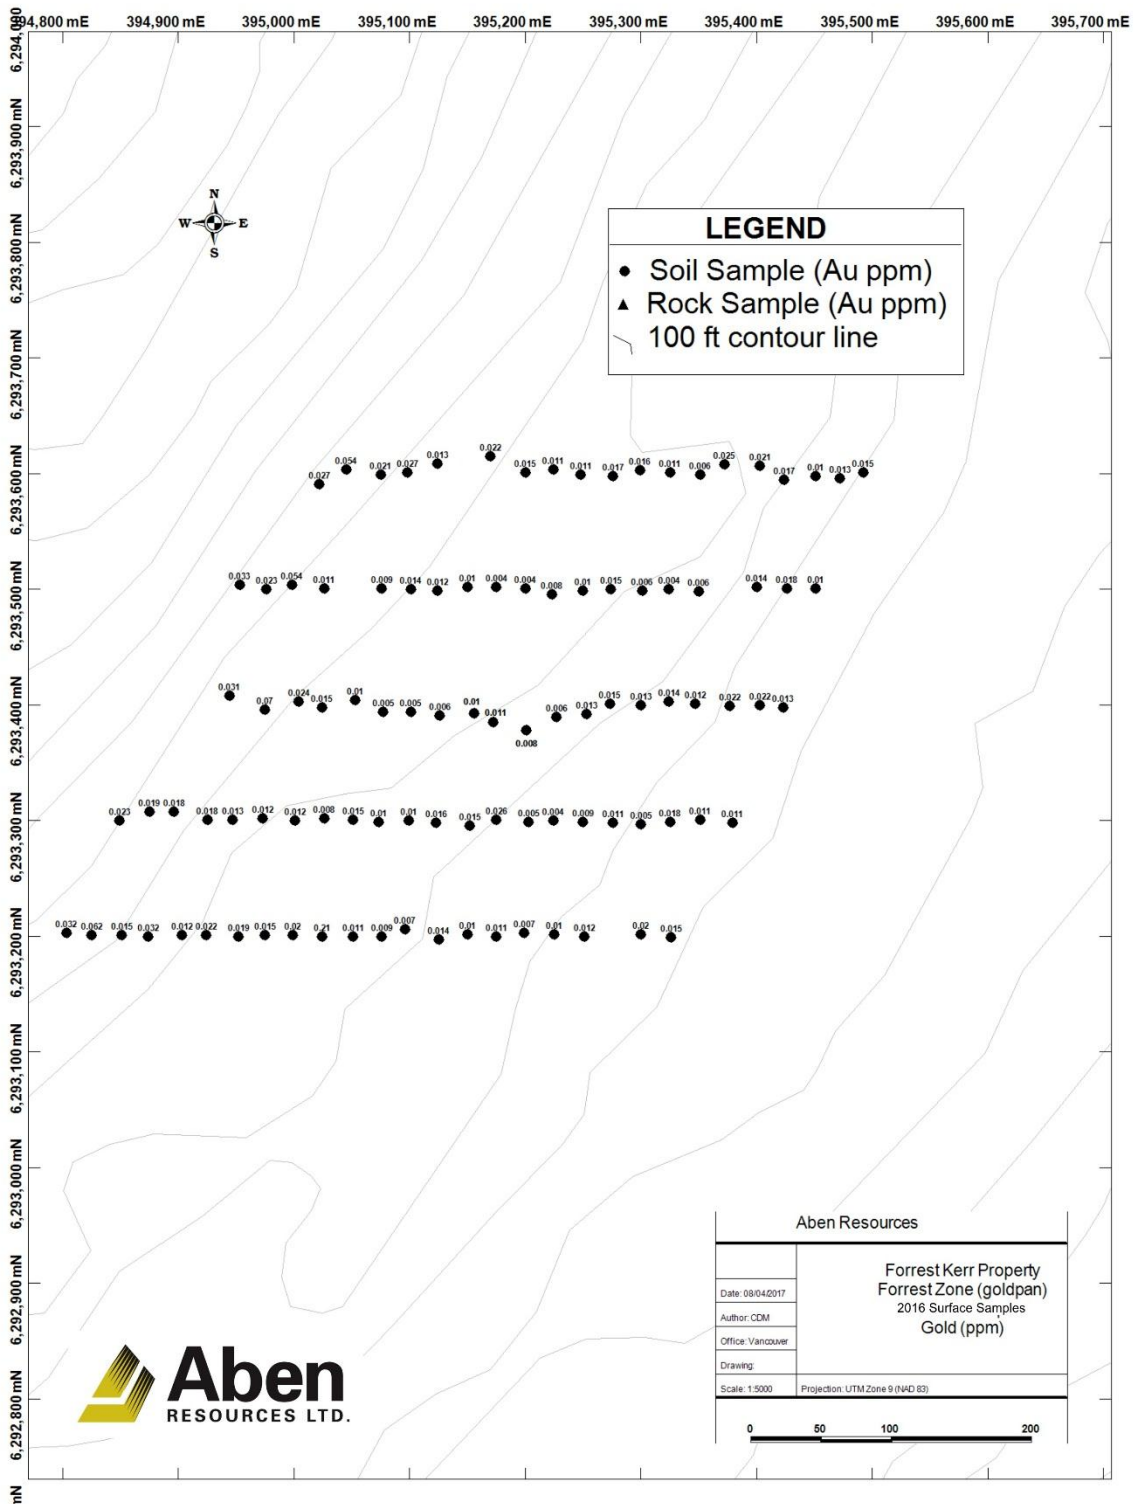 394,800 mE 394,900 mE 395,000 mE 395,100 mE 395,200 mE 395,300 mE 395,400 mE 395,500 mE 395,600 mE 395,700 mE
6,294,000
6,293,900 mN
6,293,800 mN
6,293,700 mN
6,293,600 mN
6,293,500 mN
6,293,400 mN
6,293,300 mN
6,293,200 mN
6,293,100 mN
6,293,000 mN
6,292,900 mN
6,292,800 mN
mN
N
W E
S
LEGEND
Soil Sample (Au ppm)
Rock Sample (Au ppm)
100 ft contour line
0.027 0.054 0.021 0.027 0.013 0.022 0.015 0.011 0.011 0.017 0.016 0.011 0.006 0.025 0.021 0.017 0.01 0.013 0.015
0.033 0.023 0.054 0.011 0.009 0.014 0.012 0.01 0.004 0.004 0.008 0.01 0.015 0.006 0.004 0.006 0.014 0.018 0.01
0.031 0.07 0.024 0.015 0.01 0.005 0.005 0.006 0.01 0.011 0.008 0.006 0.013 0.015 0.013 0.014 0.012 0.022 0.022 0.013
0.023 0.019 0.018 0.018 0.013 0.012 0.012 0.008 0.015 0.01 0.01 0.016 0.015 0.026 0.005 0.004 0.009 0.011 0.005 0.018 0.011 0.011
0.032 0.062 0.015 0.032 0.012 0.022 0.019 0.015 0.02 0.21 0.011 0.009 0.007 0.014 0.01 0.011 0.007 0.01 0.012 0.02 0.015
Aben Resources
Forrest Kerr Property
Forrest Zone (goldpan)
2016 Surface Samples
Gold (ppm)
Date: 08/04/2017
Author: CDM
Office: Vancouver
Drawing:
Scale: 1:5000
Projection: UTM Zone 9 (NAD 83)
0 50 100 200
Aben
RESOURCES LTD.